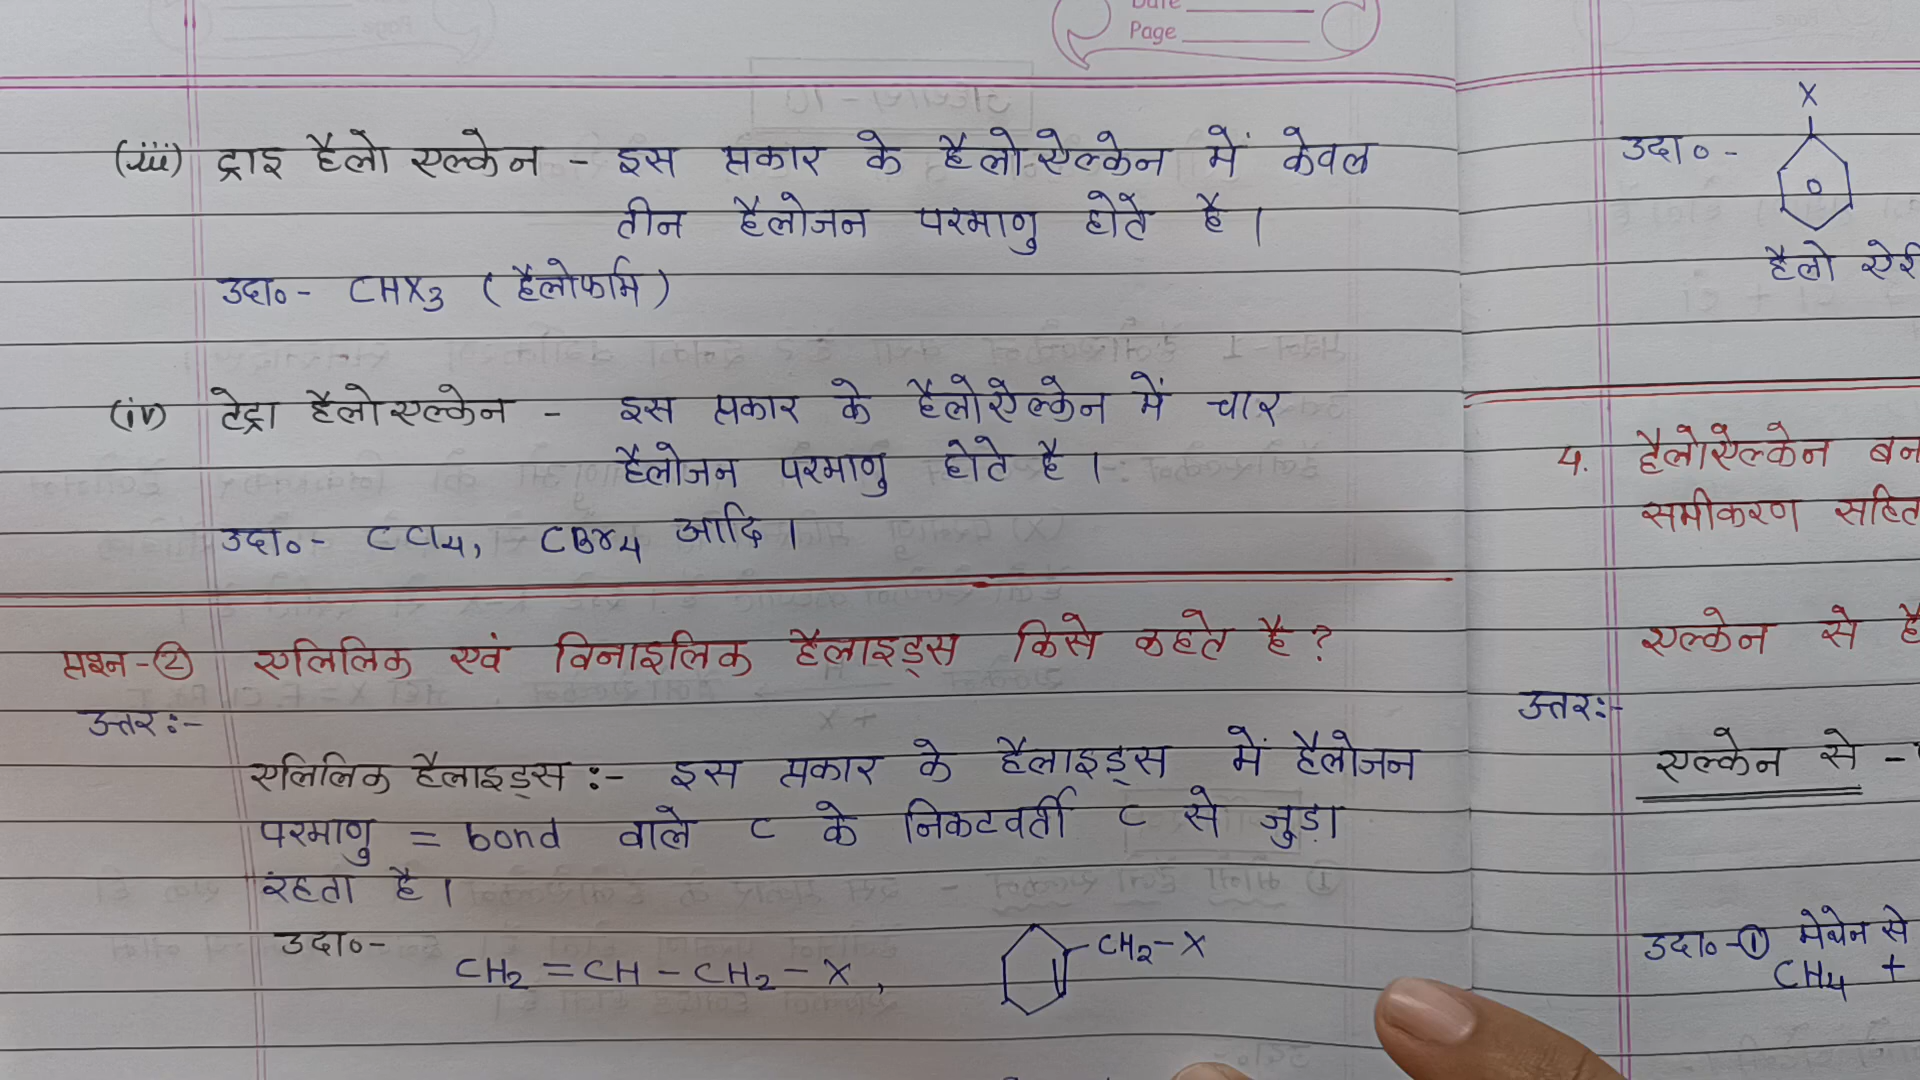 Date
Page
(iii) ट्राइ हैलो एल्केन - इस प्रकार के हैलो ऐल्केन में केवल
तीन हैलोजन परमाणु होते है।
उदा०- CHX3 (हैलोफार्म)
(iv) टेट्रा हैलोएल्केन - इस प्रकार के हैलोऐल्केन में चार
हैलोजन परमाणु होते है।
उदा०- CCl4, CBr4 आदि।
प्रश्न-② एलिलिक एवं विनाइलिक हैलाइड्स किसे कहते है?
उत्तर:-
एलिलिक हैलाइड्स :- इस प्रकार के हैलाइड्स में हैलोजन
परमाणु = bond वाले C के निकटवर्ती C से जुड़ा
रहता है।
उदा०-
CH2 = CH - CH2 - X, CH2-X
X
उदा०-
हैलो
4. हैलोऐल्केन
समीकरण सहित
एल्केन से
उत्तर:-
एल्केन से -
उदा०-① मेथेन से
CH4 +